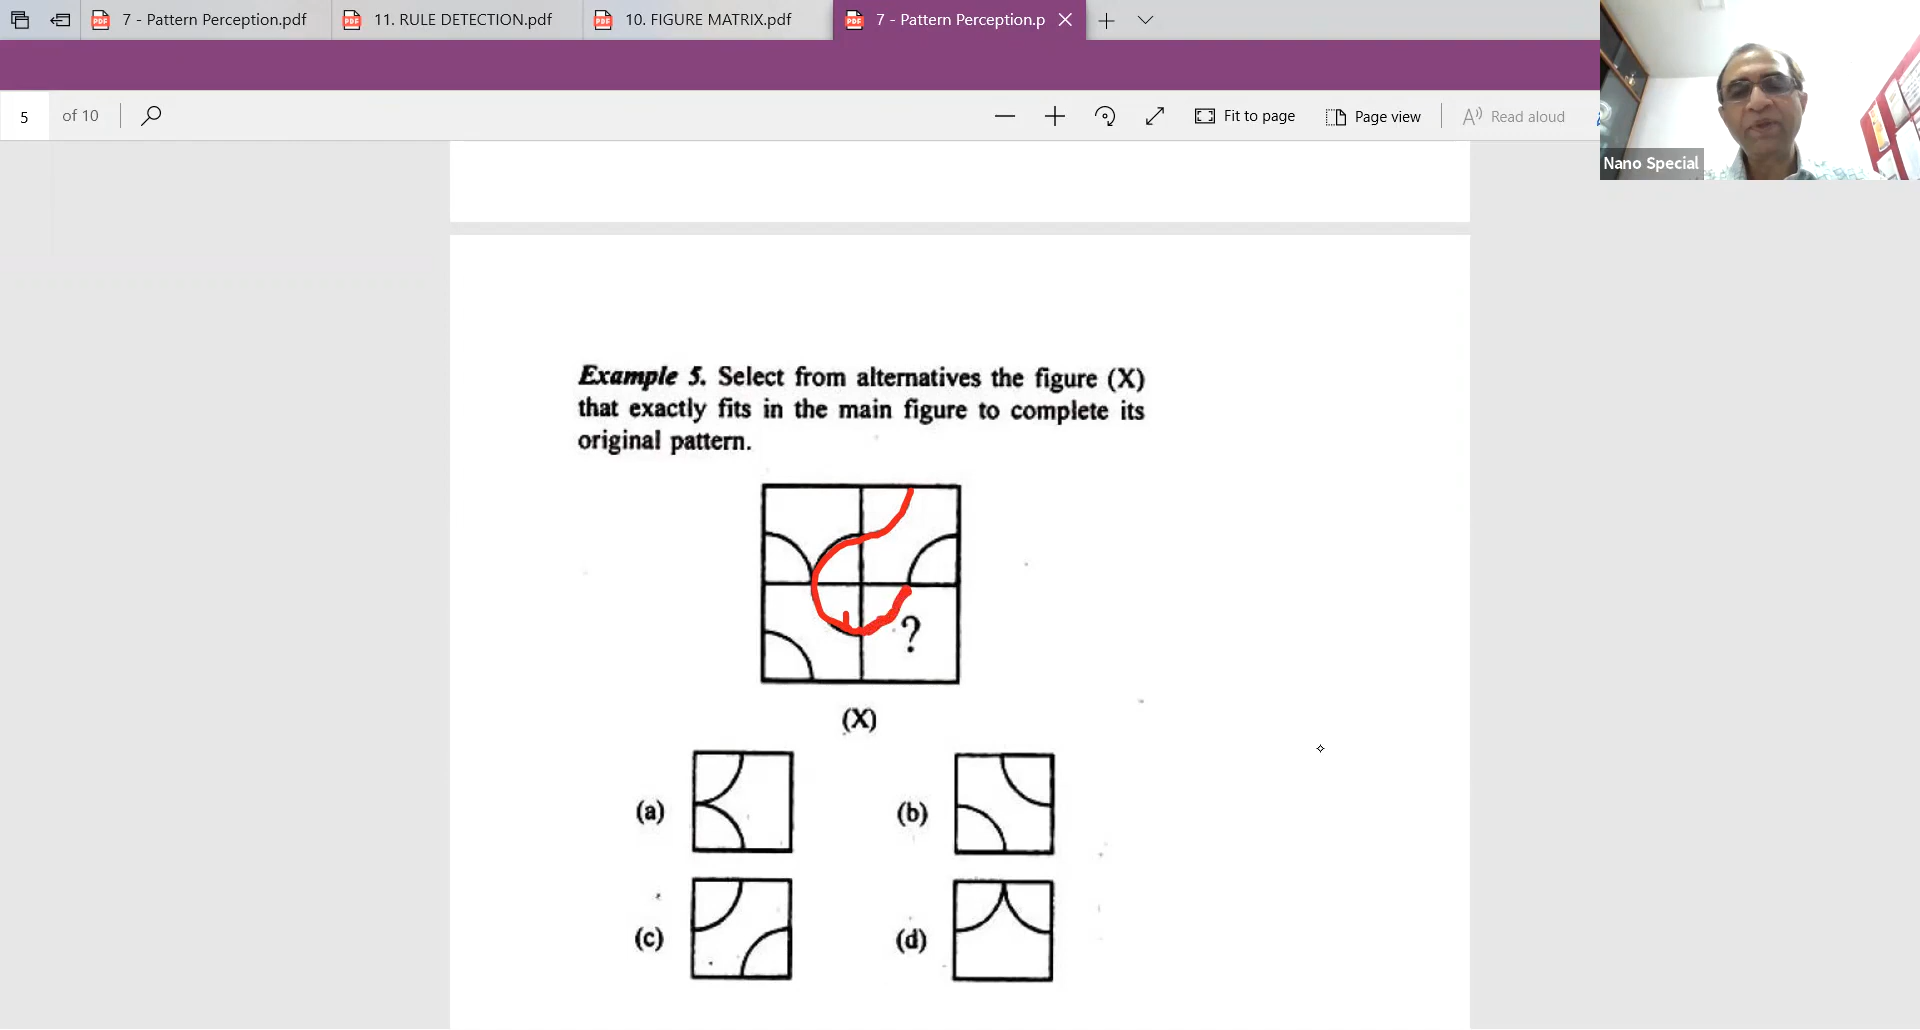 7 - Pattern Perception.pdf
11. RULE DETECTION.pdf
10. FIGURE MATRIX.pdf
7 - Pattern Perception.p
5 of 10
Fit to page
Page view
Read aloud
Nano Special
Example 5. Select from alternatives the figure (X)
that exactly fits in the main figure to complete its
original pattern.
?
(X)
(a)
(b)
(c)
(d)